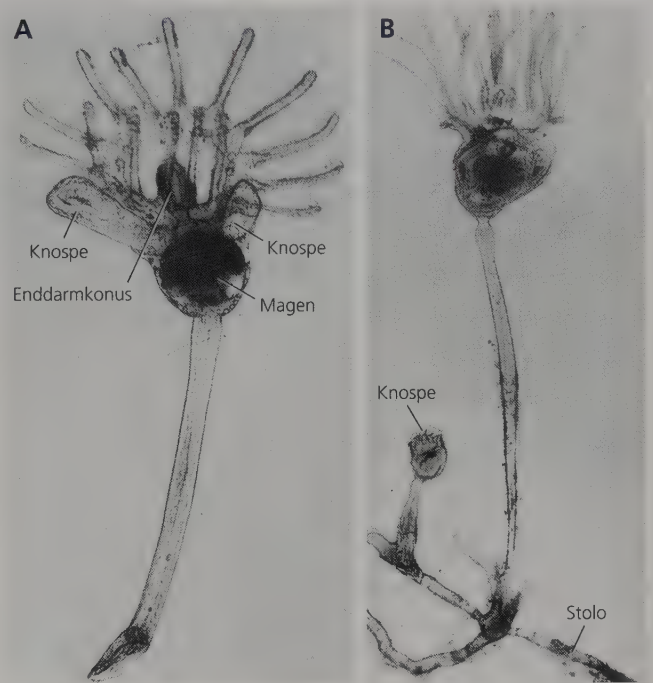 A
Knospe
Knospe
Enddarmkonus
Magen
B
Knospe
Stolo